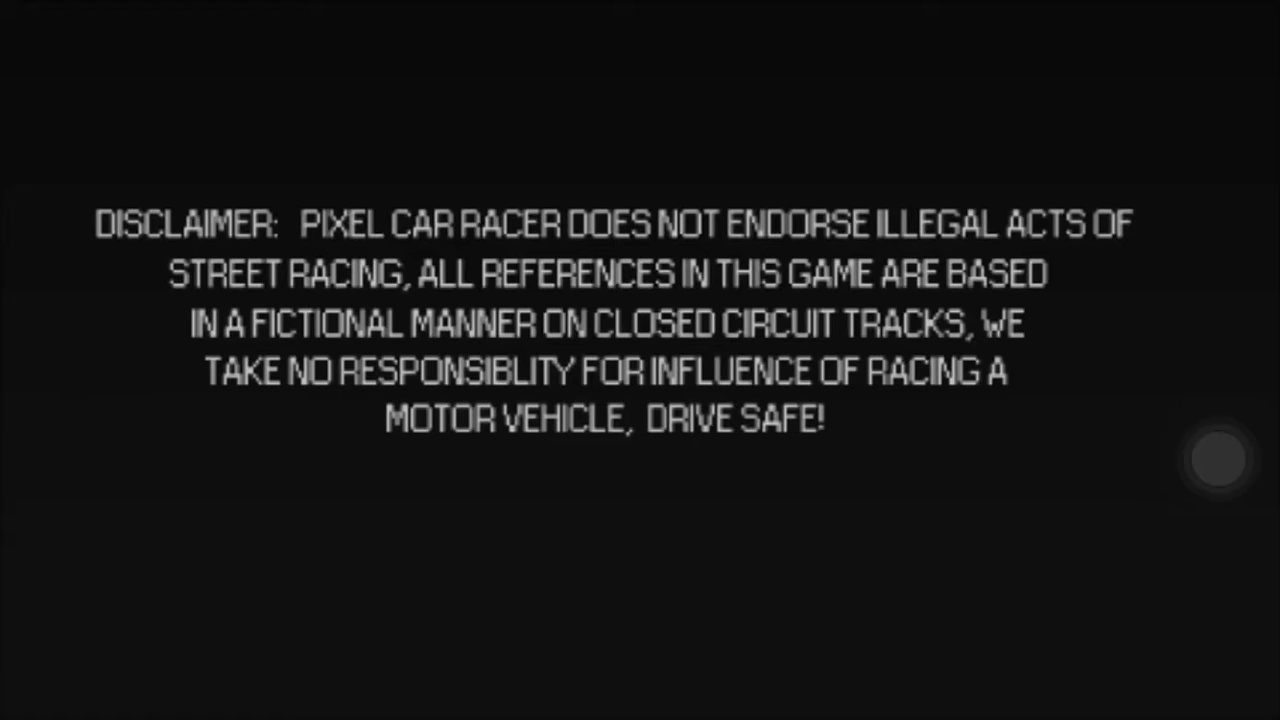 DISCLAIMER: PIXEL CAR RACER DOES NOT ENDORSE ILLEGAL ACTS OF
STREET RACING, ALL REFERENCES IN THIS GAME ARE BASED
IN A FICTIONAL MANNER ON CLOSED CIRCUIT TRACKS, WE
TAKE NO RESPONSIBLITY FOR INFLUENCE OF RACING A
MOTOR VEHICLE, DRIVE SAFE!